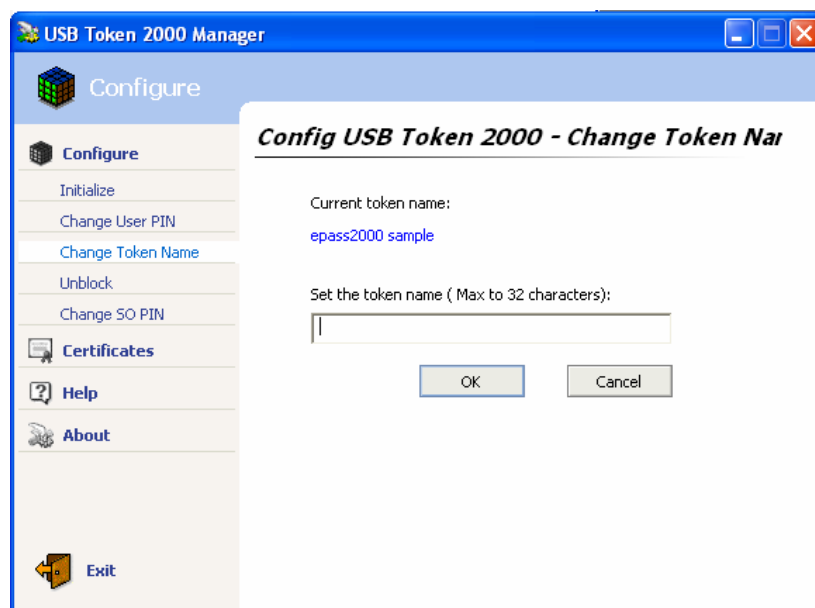 USB Token 2000 Manager
Configure
Configure
Initialize
Change User PIN
Change Token Name
Unblock
Change SO PIN
Certificates
Help
About
Exit
Config USB Token 2000 - Change Token Nar
Current token name:
epass2000 sample
Set the token name ( Max to 32 characters):
OK
Cancel